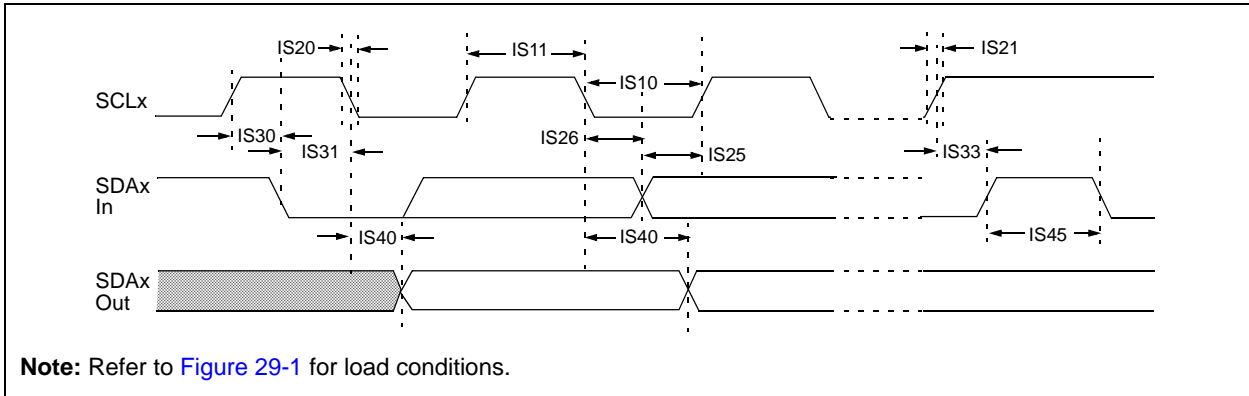 IS20
IS11
IS21
SCLx
IS10
IS30
IS31
IS26
IS25
IS33
SDAx
In
IS40
IS40
IS45
SDAx
Out
Note: Refer to Figure 29-1 for load conditions.